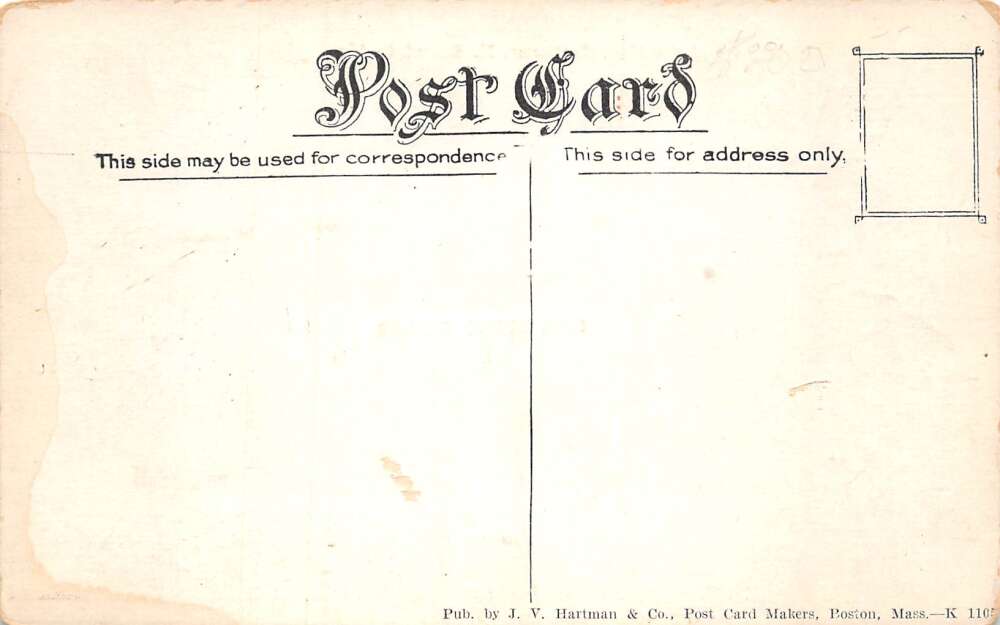 Post Card
This side may be used for correspondence
This side for address only.
Pub. by J. V. Hartman & Co., Post Card Makers, Boston, Mass.—K 1105